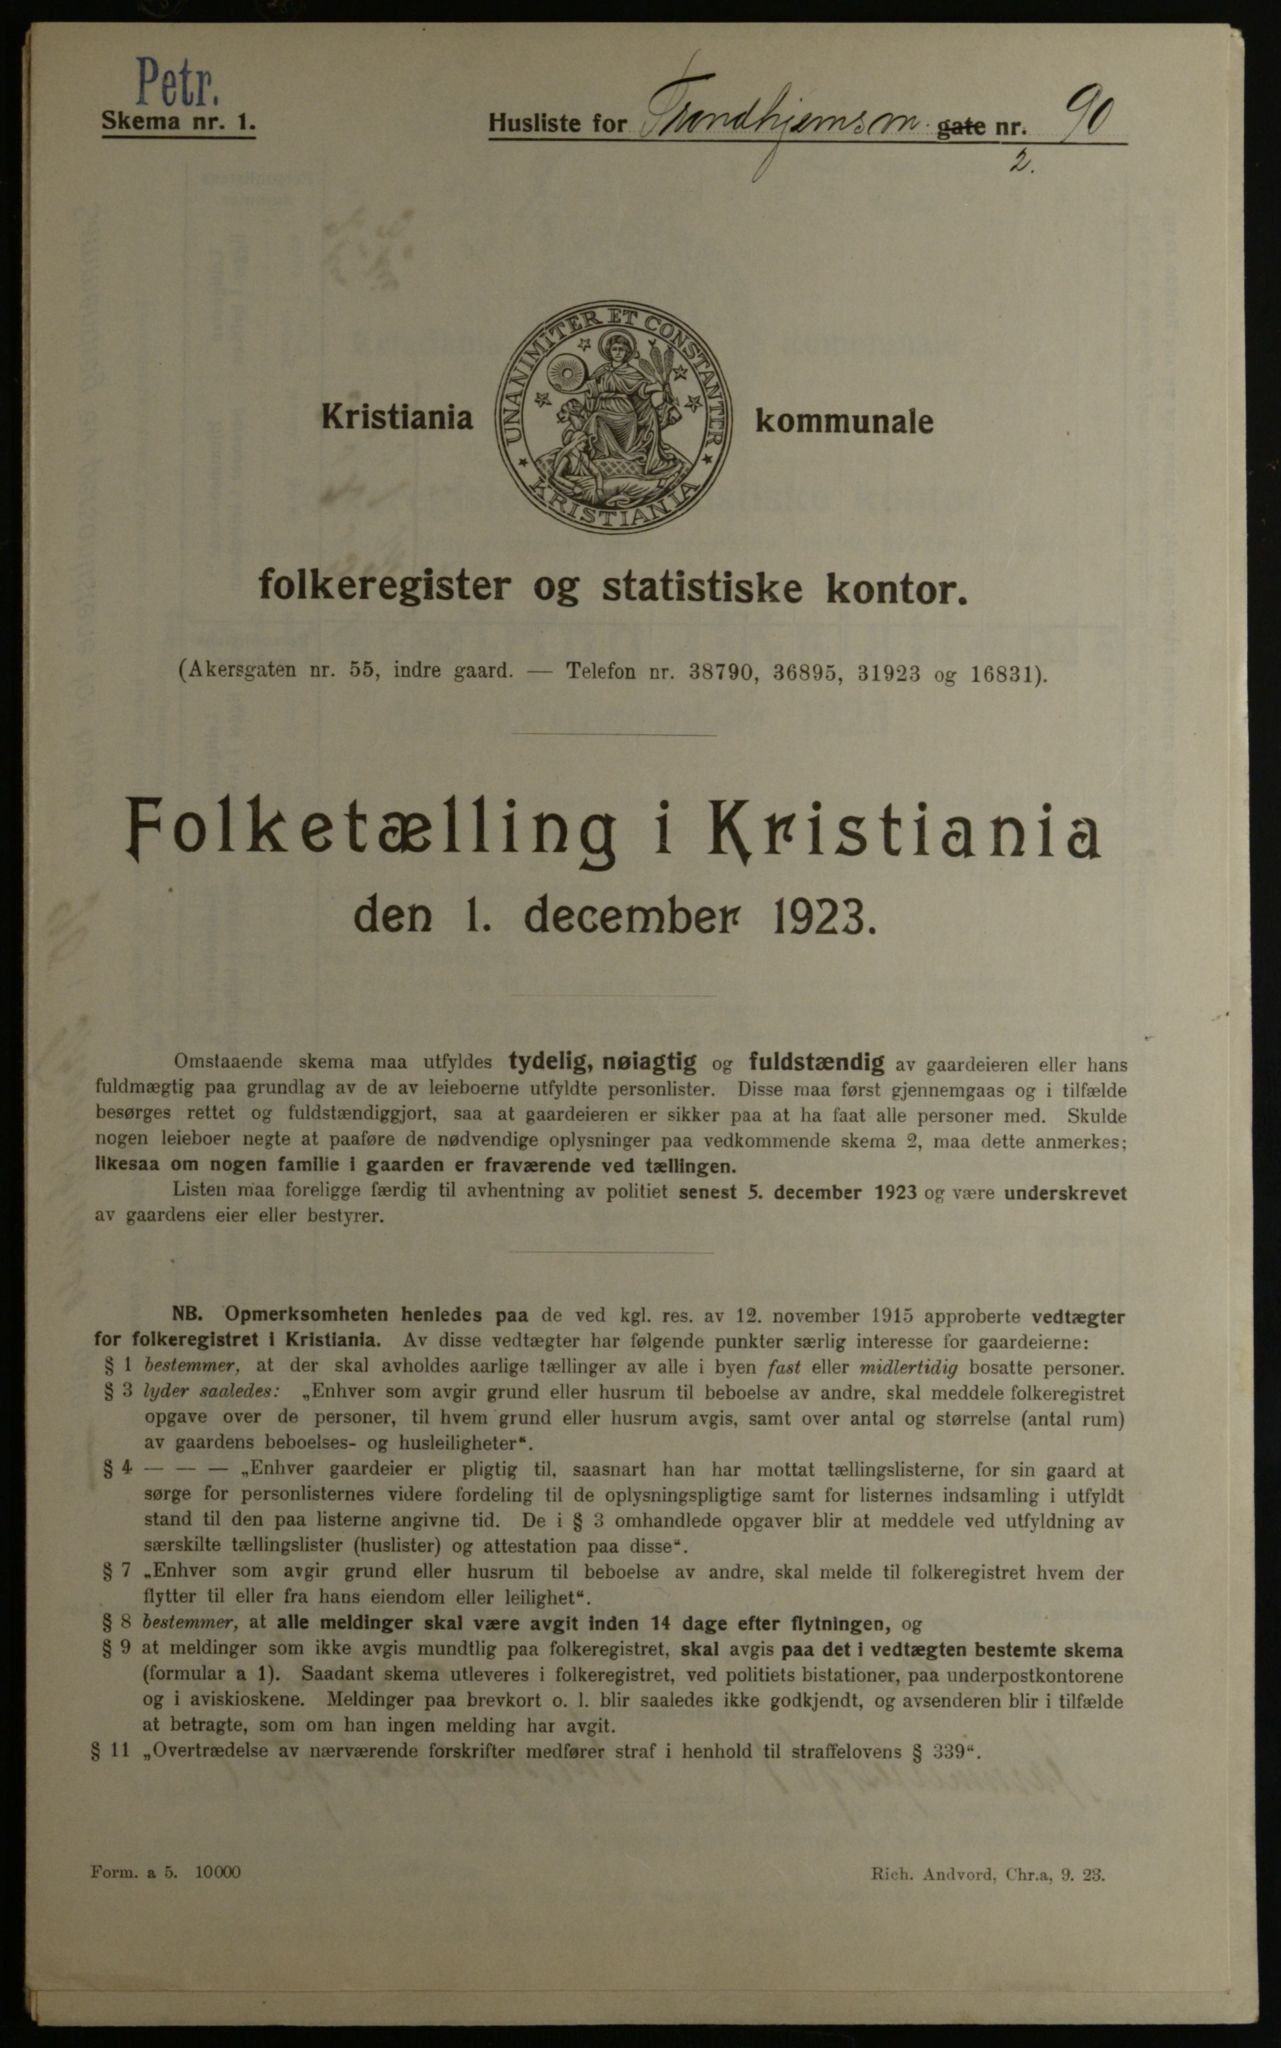 Petr.
Skema nr. 1.
Husliste for Trondhjemsv. gate nr. 90
2.
UNANIMITER ET CONSTANTER
KRISTIANIA
Kristiania kommunale
folkeregister og statistiske kontor.
(Akersgaten nr. 55, indre gaard. — Telefon nr. 38790, 36895, 31923 og 16831).
Folketælling i Kristiania
den 1. december 1923.
Omstaaende skema maa utfyldes tydelig, nøiagtig og fuldstændig av gaardeieren eller hans
fuldmægtig paa grundlag av de av leieboerne utfyldte personlister. Disse maa først gjennemgaas og i tilfælde
besørges rettet og fuldstændiggjort, saa at gaardeieren er sikker paa at ha faat alle personer med. Skulde
nogen leieboer negte at paaføre de nødvendige oplysninger paa vedkommende skema 2, maa dette anmerkes;
likesaa om nogen familie i gaarden er fraværende ved tællingen.
Listen maa foreligge færdig til avhentning av politiet senest 5. december 1923 og være underskrevet
av gaardens eier eller bestyrer.
NB. Opmerksomheten henledes paa de ved kgl. res. av 12. november 1915 approberte vedtægter
for folkeregistret i Kristiania. Av disse vedtægter har følgende punkter særlig interesse for gaardeierne:
§ 1 bestemmer, at der skal avholdes aarlige tællinger av alle i byen fast eller midlertidig bosatte personer.
§ 3 lyder saaledes: „Enhver som avgir grund eller husrum til beboelse av andre, skal meddele folkeregistret
opgave over de personer, til hvem grund eller husrum avgis, samt over antal og størrelse (antal rum)
av gaardens beboelses- og husleiligheter“.
§ 4 — — — „Enhver gaardeier er pligtig til, saasnart han har mottat tællingslisterne, for sin gaard at
sørge for personlisternes videre fordeling til de oplysningspligtige samt for listernes indsamling i utfyldt
stand til den paa listerne angivne tid. De i § 3 omhandlede opgaver blir at meddele ved utfyldning av
særskilte tællingslister (huslister) og attestation paa disse“.
§ 7 „Enhver som avgir grund eller husrum til beboelse av andre, skal melde til folkeregistret hvem der
flytter til eller fra hans eiendom eller leilighet“.
§ 8 bestemmer, at alle meldinger skal være avgit inden 14 dage efter flytningen, og
§ 9 at meldinger som ikke avgis mundtlig paa folkeregistret, skal avgis paa det i vedtægten bestemte skema
(formular a 1). Saadant skema utleveres i folkeregistret, ved politiets bistationer, paa underpostkontorene
og i aviskioskene. Meldinger paa brevkort o. l. blir saaledes ikke godkjendt, og avsenderen blir i tilfælde
at betragte, som om han ingen melding har avgit.
§ 11 „Overtrædelse av nærværende forskrifter medfører straf i henhold til straffelovens § 339“.
Form. a 5. 10000
Rich. Andvord, Chr.a, 9. 23.